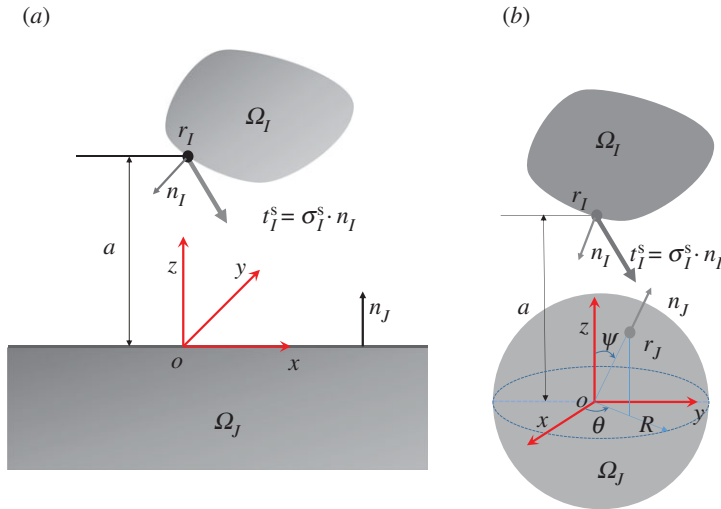 (a)
Ω_I
r_I
n_I
t_I^s = σ_I^s · n_I
a
z
y
n_J
o
x
Ω_J
(b)
Ω_I
r_I
n_I
t_I^s = σ_I^s · n_I
a
n_J
z
ψ
r_J
o
x
θ
R
y
Ω_J